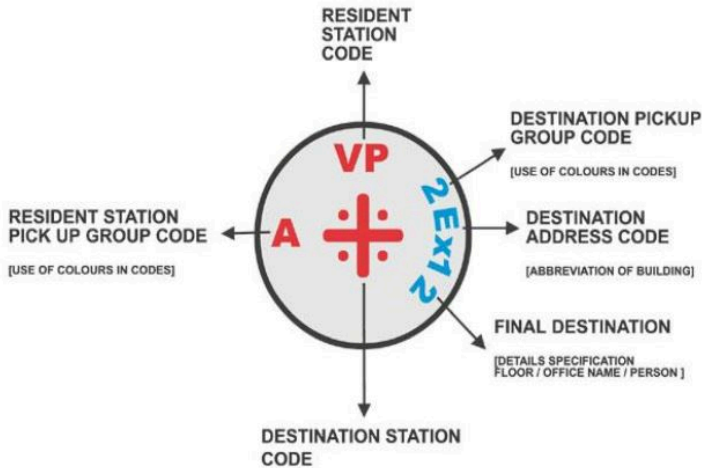 RESIDENT
STATION
CODE
DESTINATION PICKUP
GROUP CODE
[USE OF COLOURS IN CODES]
VP
A
2Ex12
RESIDENT STATION
PICK UP GROUP CODE
[USE OF COLOURS IN CODES]
DESTINATION
ADDRESS CODE
[ABBREVIATION OF BUILDING]
FINAL DESTINATION
[DETAILS SPECIFICATION
FLOOR / OFFICE NAME / PERSON ]
DESTINATION STATION
CODE